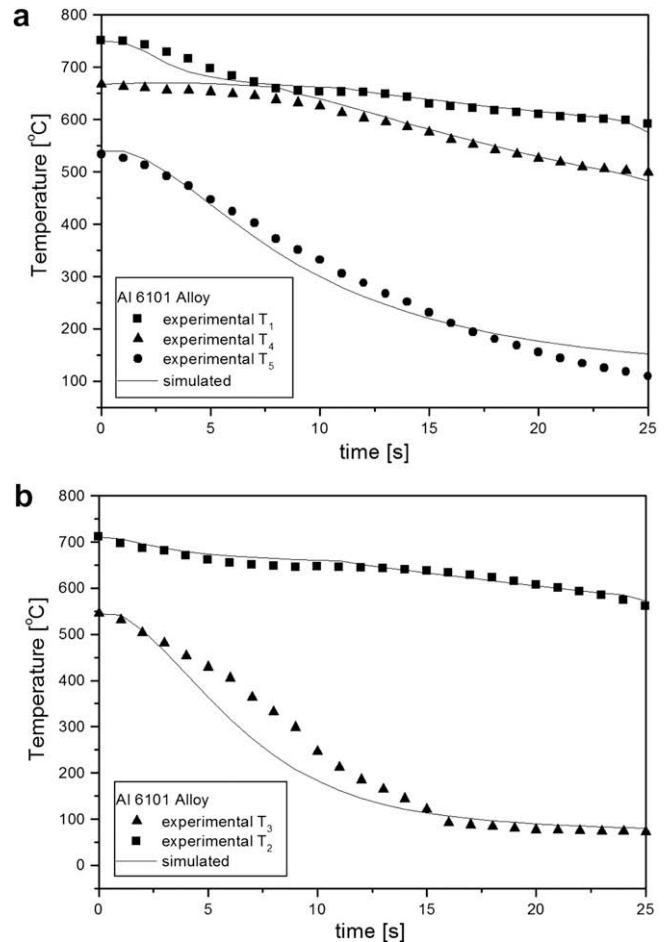 a
800
700
600
500
400
300
200
100
Temperature [°C]
Al 6101 Alloy
experimental T₁
experimental T₄
experimental T₅
simulated
0 5 10 15 20 25
time [s]
b
800
700
600
500
400
300
200
100
0
Temperature [°C]
Al 6101 Alloy
experimental T₃
experimental T₂
simulated
0 5 10 15 20 25
time [s]